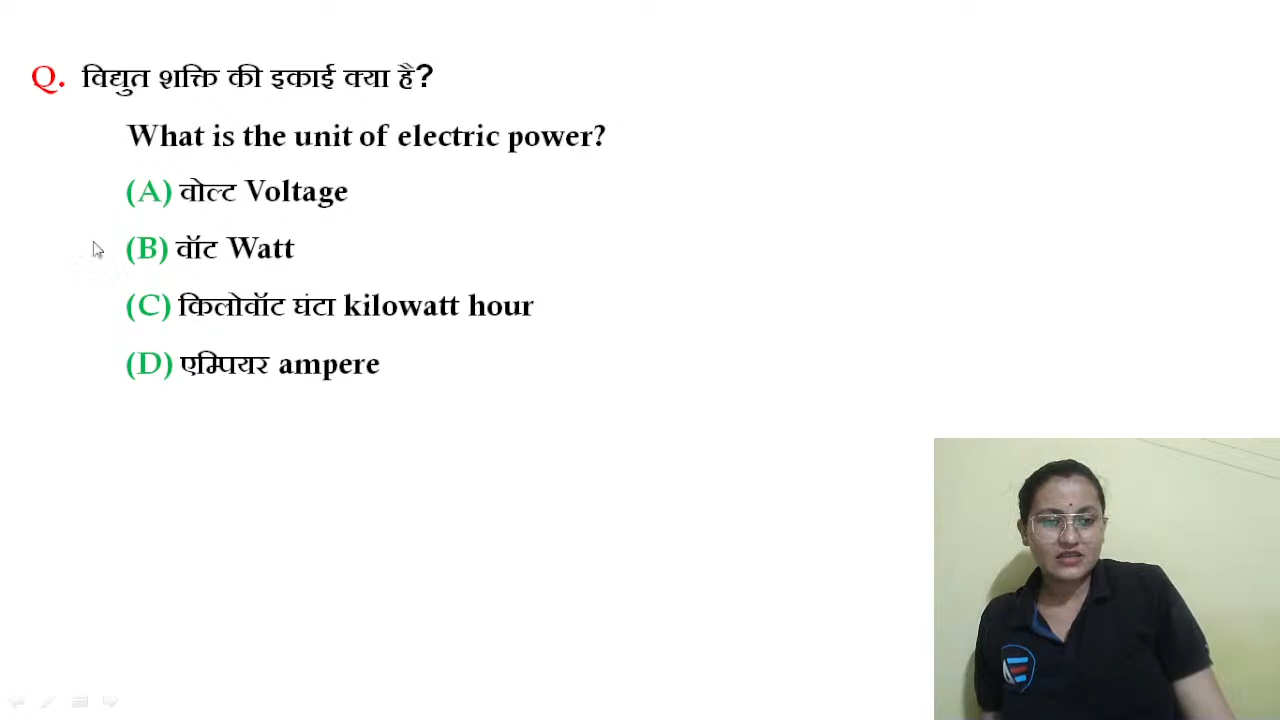 Q. विद्युत शक्ति की इकाई क्या है?
What is the unit of electric power?
(A) वोल्ट Voltage
(B) वॉट Watt
(C) किलोवॉट घंटा kilowatt hour
(D) एम्पियर ampere